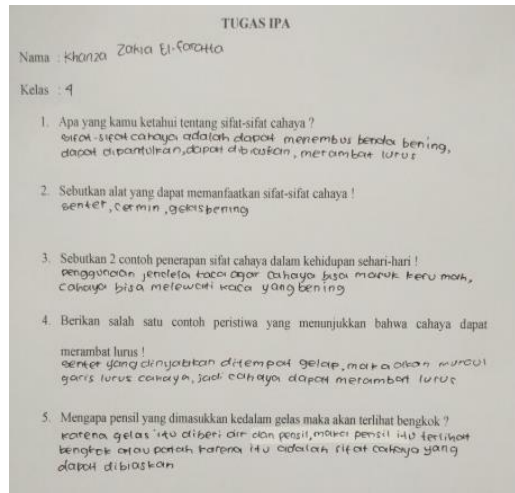 TUGAS IPA
Nama : Khanza Zakia El-Faratta
Kelas : 4
1. Apa yang kamu ketahui tentang sifat-sifat cahaya ?
sifat-sifat cahaya adalah dapat menembus benda bening,
dapat dipantulkan, dapat dibiaskan, merambat lurus
2. Sebutkan alat yang dapat memanfaatkan sifat-sifat cahaya !
senter, cermin, gelas bening
3. Sebutkan 2 contoh penerapan sifat cahaya dalam kehidupan sehari-hari !
penggunaan jendela kaca agar cahaya bisa masuk ke rumah,
cahaya bisa melewati kaca yang bening
4. Berikan salah satu contoh peristiwa yang menunjukkan bahwa cahaya dapat
merambat lurus !
senter yang dinyalakan ditempat gelap, maka akan muncul
garis lurus cahaya, jadi cahaya dapat merambat lurus
5. Mengapa pensil yang dimasukkan kedalam gelas maka akan terlihat bengkok ?
karena gelas itu diberi air dan pensil, maka pensil itu terlihat
bengkok atau patah karena itu adalah sifat cahaya yang
dapat dibiaskan